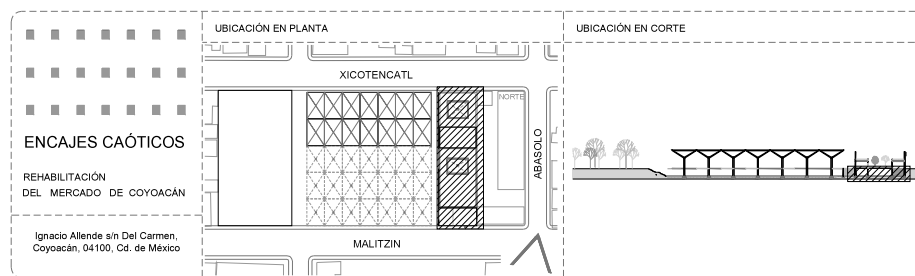 ENCAJES CAÓTICOS
REHABILITACIÓN
DEL MERCADO DE COYOACÁN
Ignacio Allende s/n Del Carmen,
Coyoacán, 04100, Cd. de México
UBICACIÓN EN PLANTA
XICOTENCATL
NORTE
ABASOLO
MALITZIN
UBICACIÓN EN CORTE